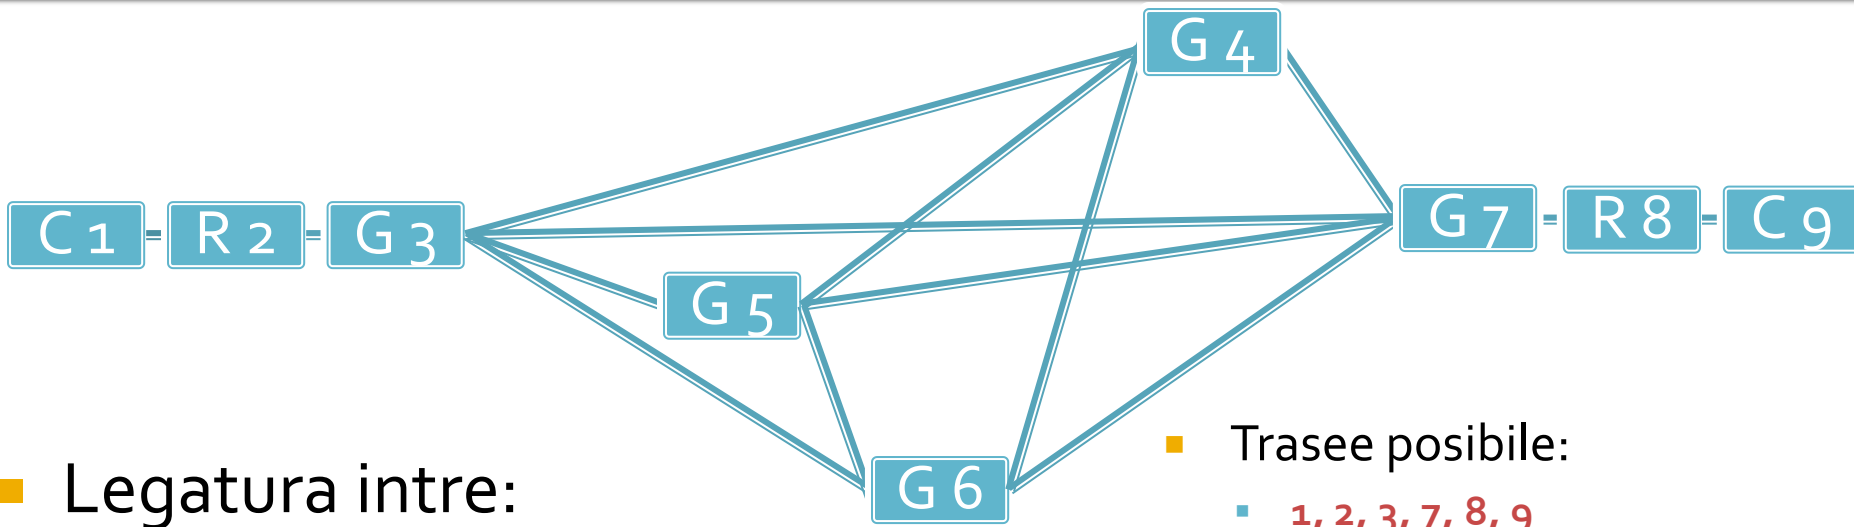 G 4
C 1
R 2
G 3
G 7
R 8
C 9
G 5
G 6
Legatura intre:
Trasee posibile:
1, 2, 3, 7, 8, 9